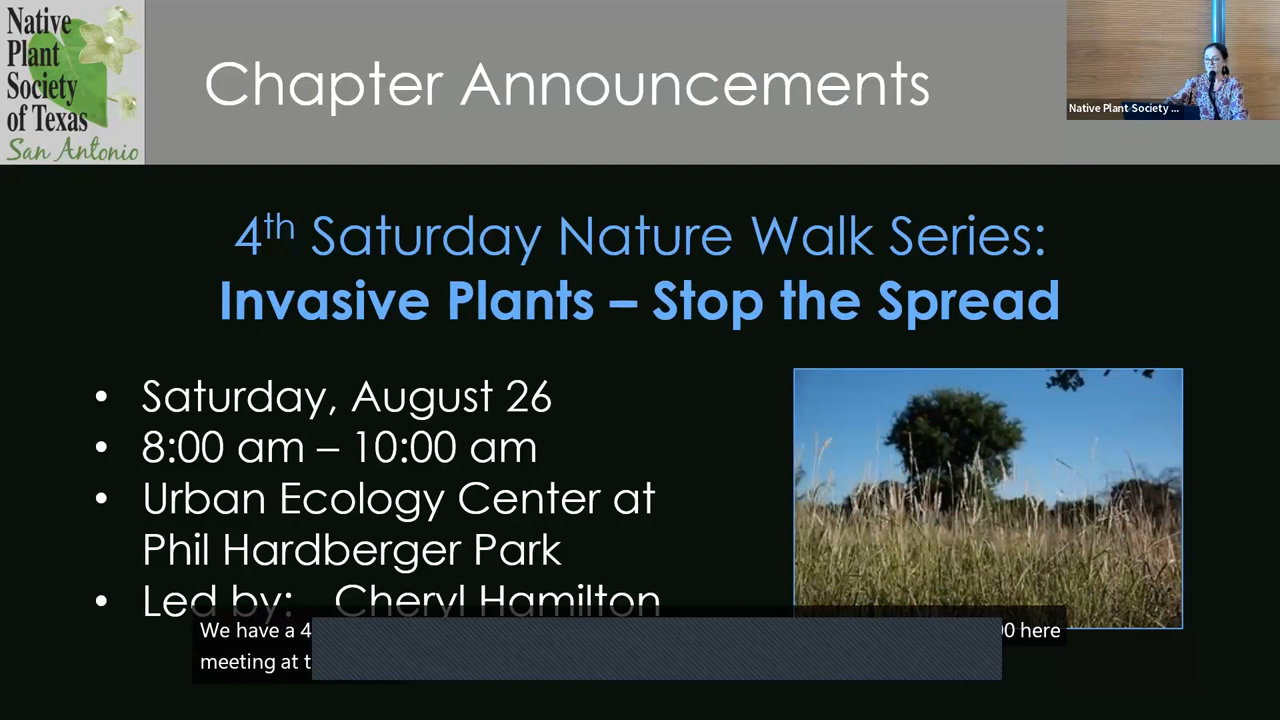 Native
Plant
Society
of Texas
San Antonio
Chapter Announcements
Native Plant Society ...
4th Saturday Nature Walk Series:
Invasive Plants – Stop the Spread
• Saturday, August 26
• 8:00 am – 10:00 am
• Urban Ecology Center at
Phil Hardberger Park
• Led by: Cheryl Hamilton
We have a 4 here
meeting at